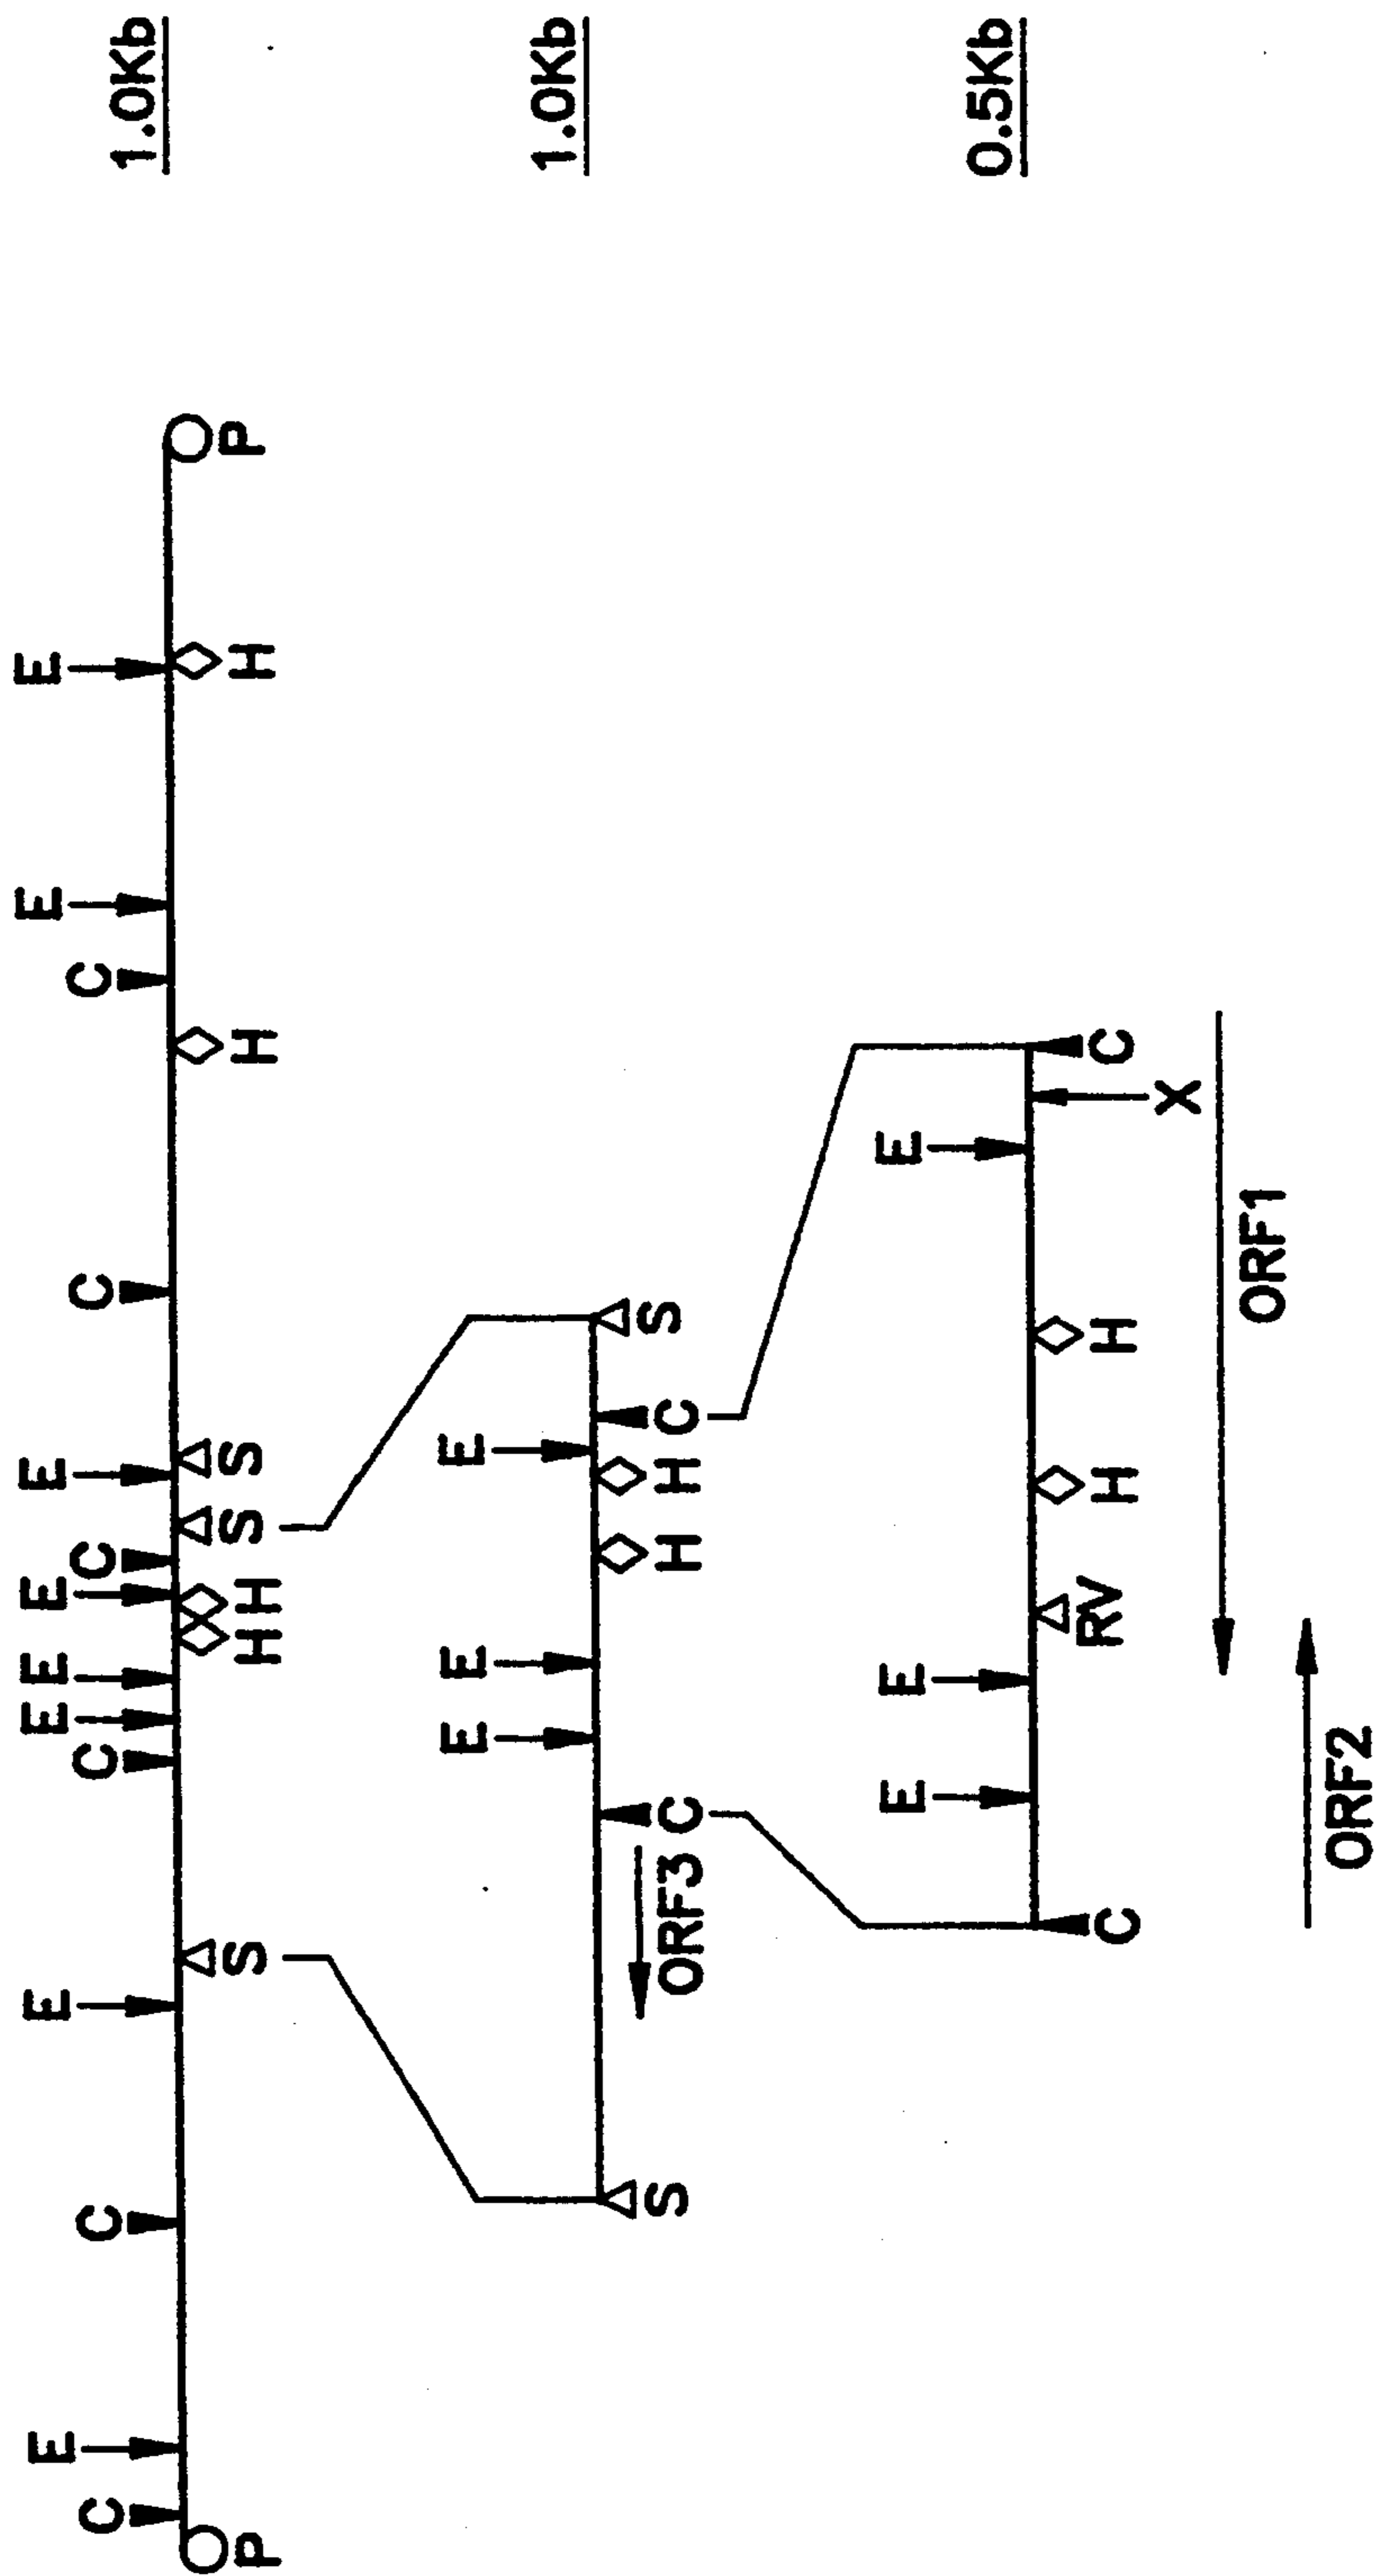 E E E E E E E E
C C C C C C
1.0Kb
P S H H S S H H P
E E E
1.0Kb
S C H H C S
ORF3
E E E
0.5Kb
C RV H H C
X
ORF1
ORF2